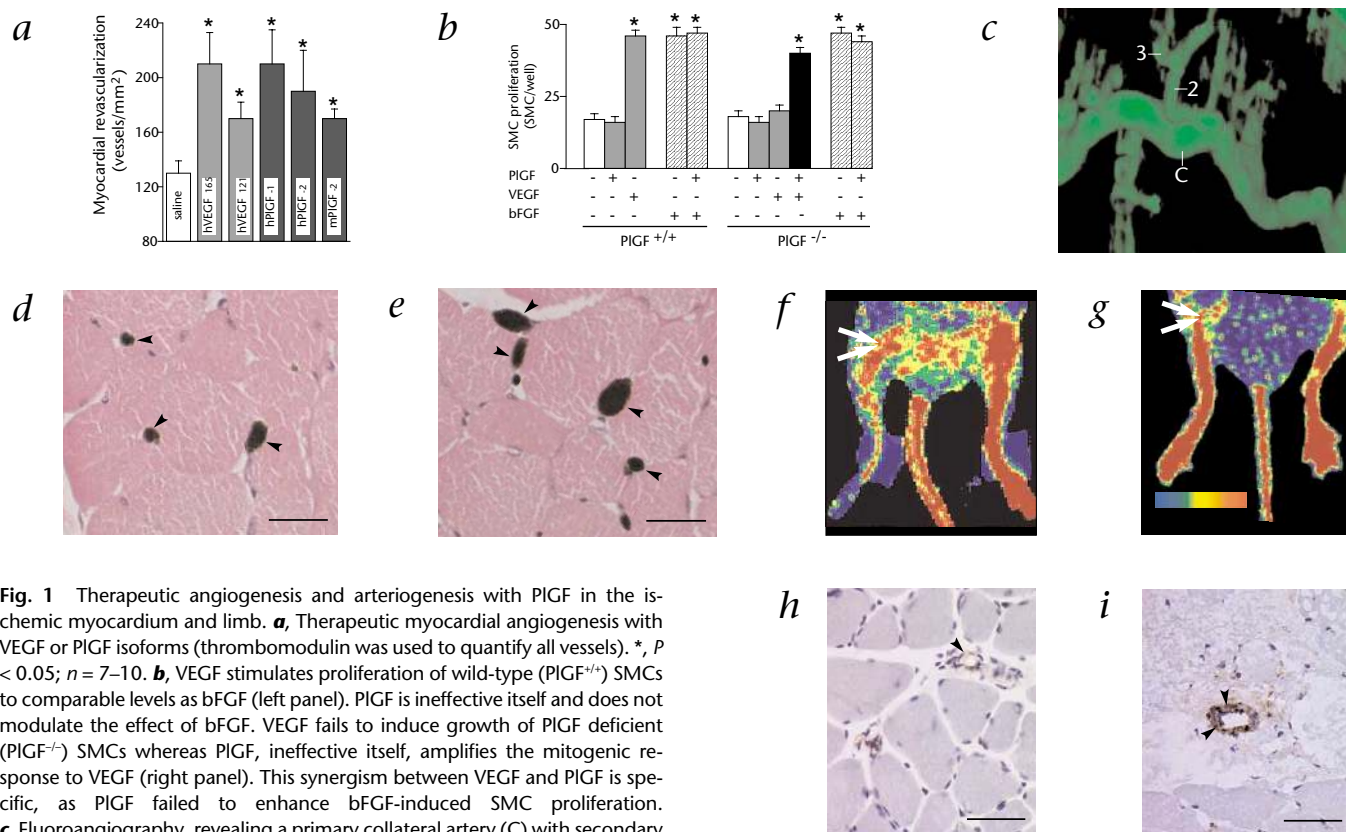 a
Myocardial revascularization
(vessels/mm2)
240
200
160
120
80
saline
hVEGF 165
hVEGF 121
hPlGF -1
hPlGF -2
mPlGF -2
* * * * *
b
SMC proliferation
(SMC/well)
50
25
0
* * * * * *
PlGF - + - - + - + - + - +
VEGF - - + - - - - + + - -
bFGF - - - + + - - - - + +
PlGF +/+ PlGF -/-
c
3
2
C
d
e
f
g
h
i
Fig. 1 Therapeutic angiogenesis and arteriogenesis with PlGF in the is-
chemic myocardium and limb. a, Therapeutic myocardial angiogenesis with
VEGF or PlGF isoforms (thrombomodulin was used to quantify all vessels). *, P
< 0.05; n = 7–10. b, VEGF stimulates proliferation of wild-type (PlGF+/+) SMCs
to comparable levels as bFGF (left panel). PlGF is ineffective itself and does not
modulate the effect of bFGF. VEGF fails to induce growth of PlGF deficient
(PlGF–/–) SMCs whereas PlGF, ineffective itself, amplifies the mitogenic re-
sponse to VEGF (right panel). This synergism between VEGF and PlGF is spe-
cific, as PlGF failed to enhance bFGF-induced SMC proliferation.
c, Fluoroangiography, revealing a primary collateral artery (C) with secondary